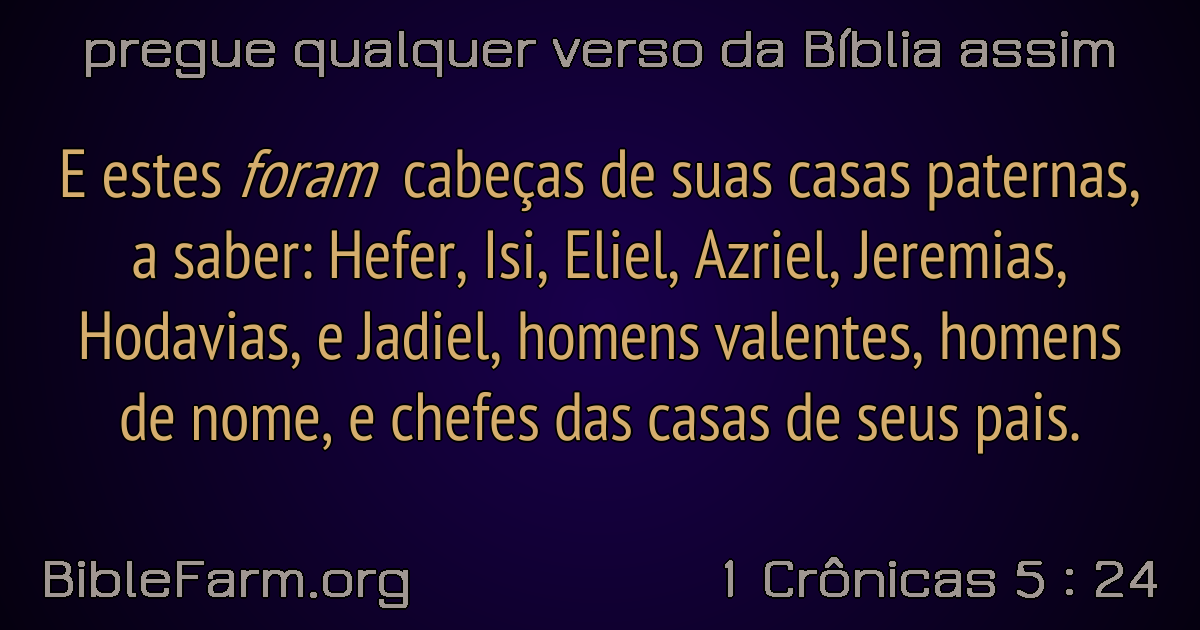 pregue qualquer verso da Bíblia assim
E estes foram cabeças de suas casas paternas,
a saber: Hefer, Isi, Eliel, Azriel, Jeremias,
Hodavias, e Jadiel, homens valentes, homens
de nome, e chefes das casas de seus pais.
BibleFarm.org
1 Crônicas 5 : 24